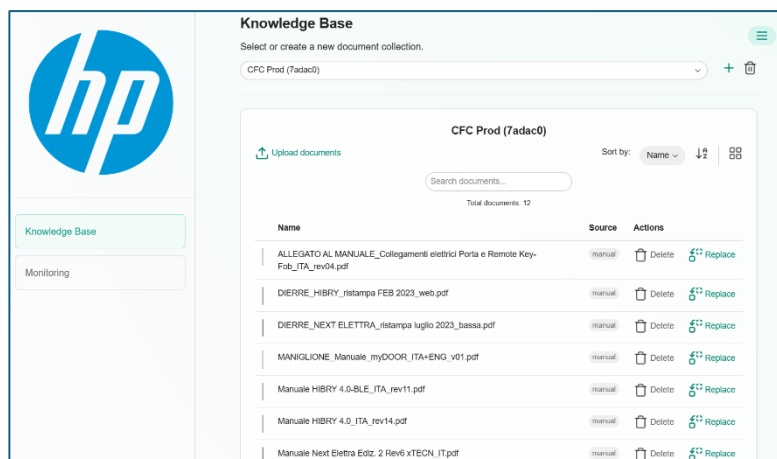 hp
Knowledge Base
Select or create a new document collection.
CFC Prod (7adac0)
Knowledge Base
Monitoring
CFC Prod (7adac0)
Upload documents
Sort by:
Name
Search documents...
Total documents: 12
Name Source Actions
ALLEGATO AL MANUALE_Collegamenti elettrici Porta e Remote Key-
Fob_ITA_rev04.pdf
manual Delete Replace
DIERRE_HIBRY_ristampa FEB 2023_web.pdf manual Delete Replace
DIERRE_NEXT ELETTRA_ristampa luglio 2023_bassa.pdf manual Delete Replace
MANIGLIONE_Manuale_myDOOR_ITA+ENG_v01.pdf manual Delete Replace
Manuale HIBRY 4.0-BLE_ITA_rev11.pdf manual Delete Replace
Manuale HIBRY 4.0_ITA_rev14.pdf manual Delete Replace
Manuale Next Elettra Ediz. 2 Rev6 xTECN_IT.pdf manual Delete Replace